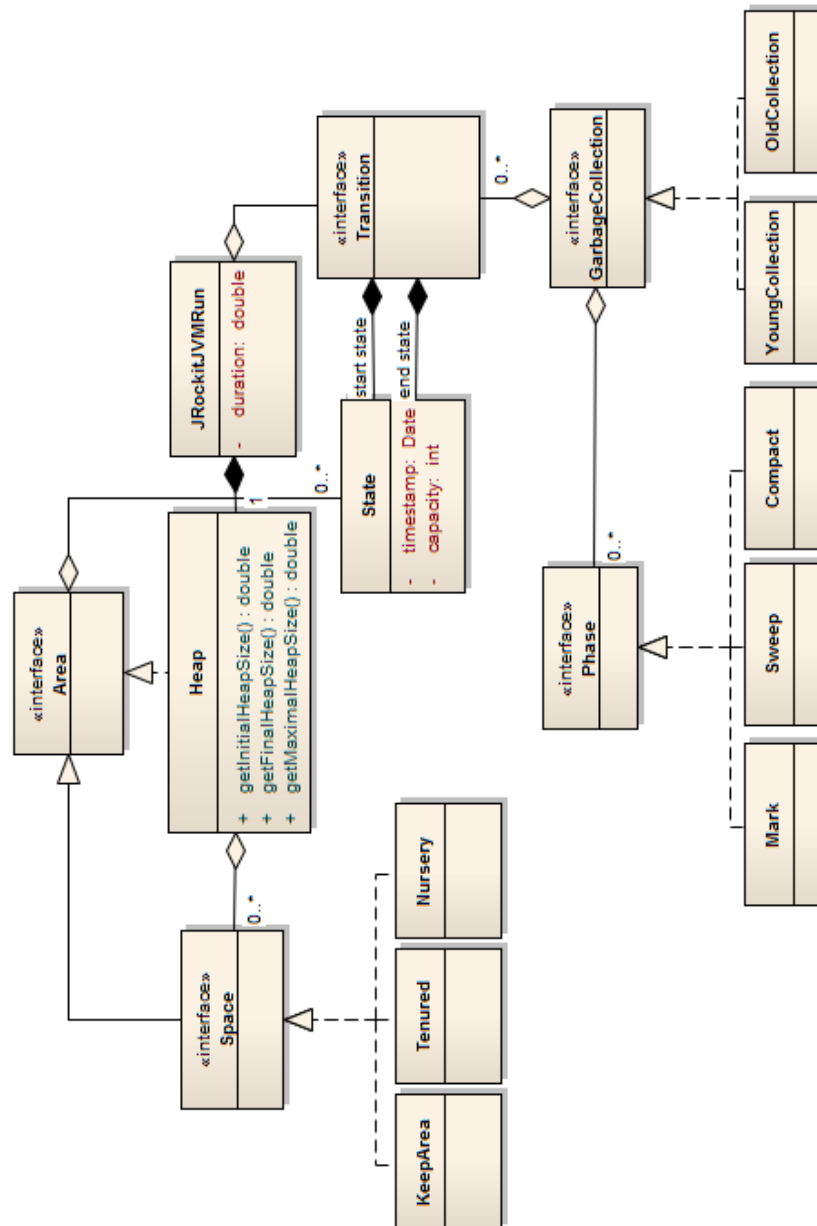 «interface»
Area
«interface»
Space
0..*
Heap
+ getInitialHeapSize() : double
+ getFinalHeapSize() : double
+ getMaximalHeapSize() : double
1
JRockitJVMRun
- duration: double
0..*
State
- timestamp: Date
- capacity: int
start state
end state
«interface»
Transition
0..*
KeepArea
Tenured
Nursery
«interface»
Phase
0..*
«interface»
GarbageCollection
Mark
Sweep
Compact
YoungCollection
OldCollection